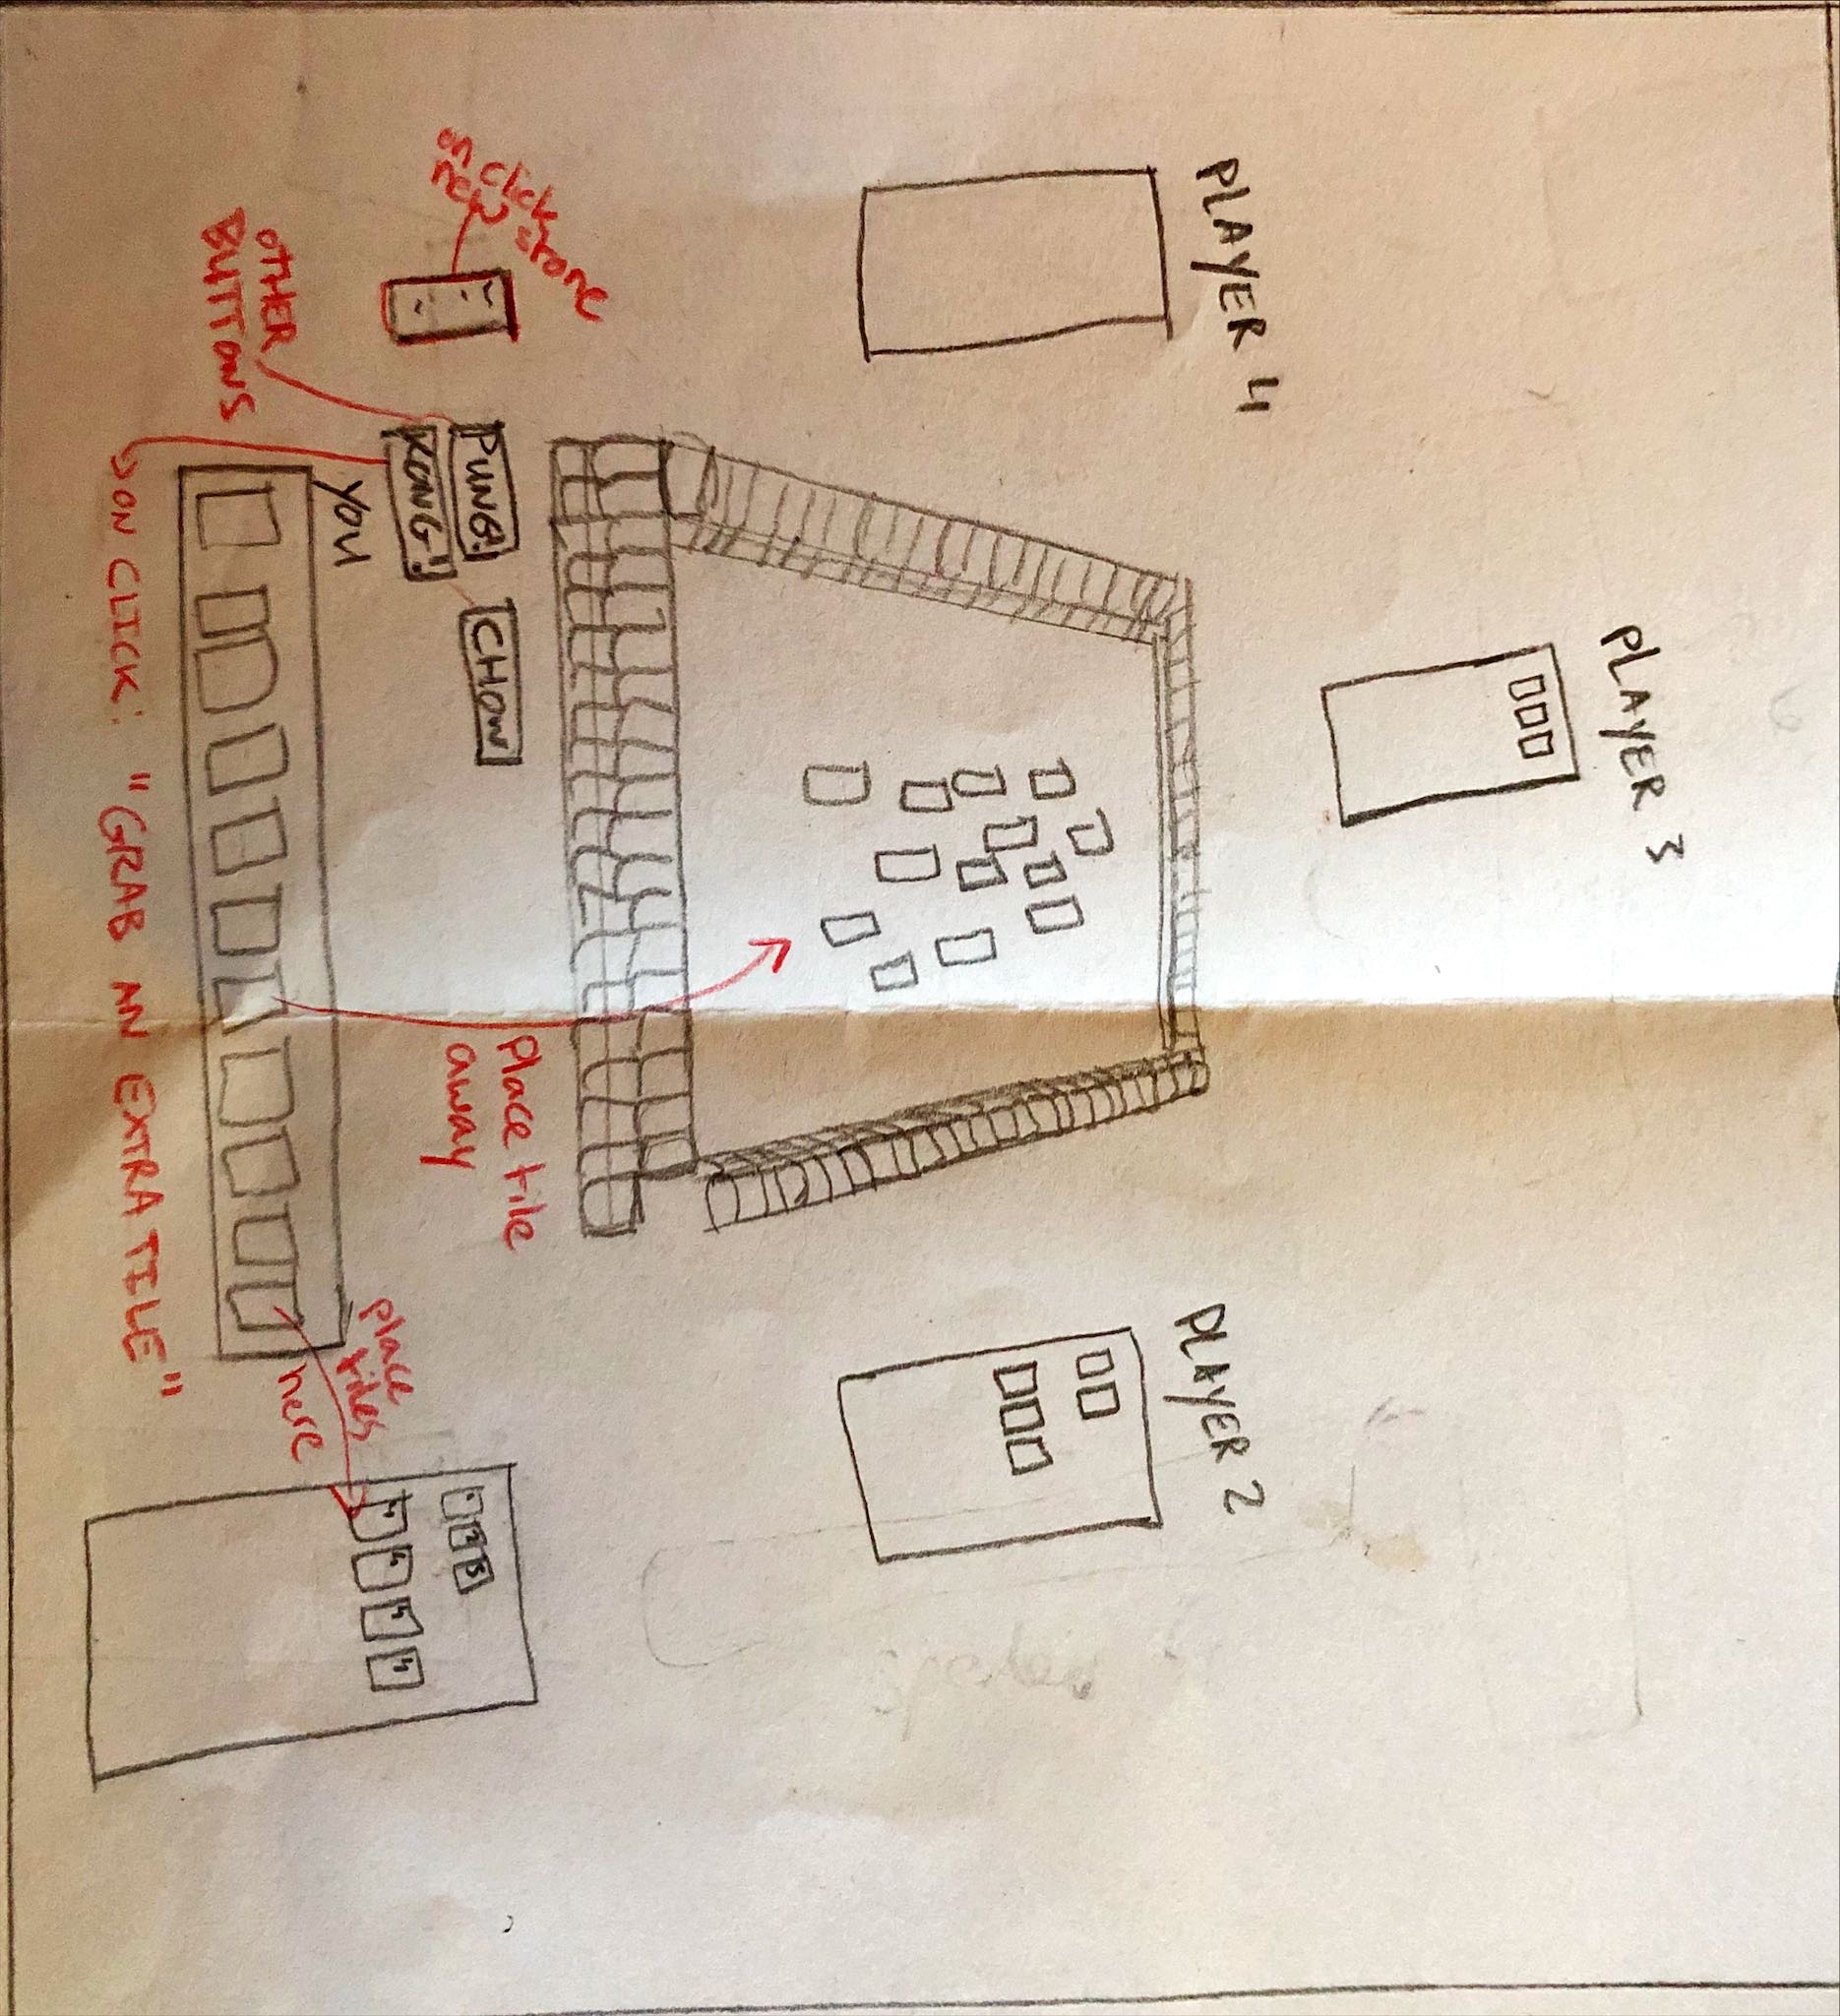 PLAYER 3
PLAYER 4
PLAYER 2
on click
new stone
PUNG!
CHOW
KONG!
Place tile
away
YOU
place
tiles
here
1 2 3
4 4 4 4
OTHER
BUTTONS
ON CLICK: "GRAB AN EXTRA TILE"